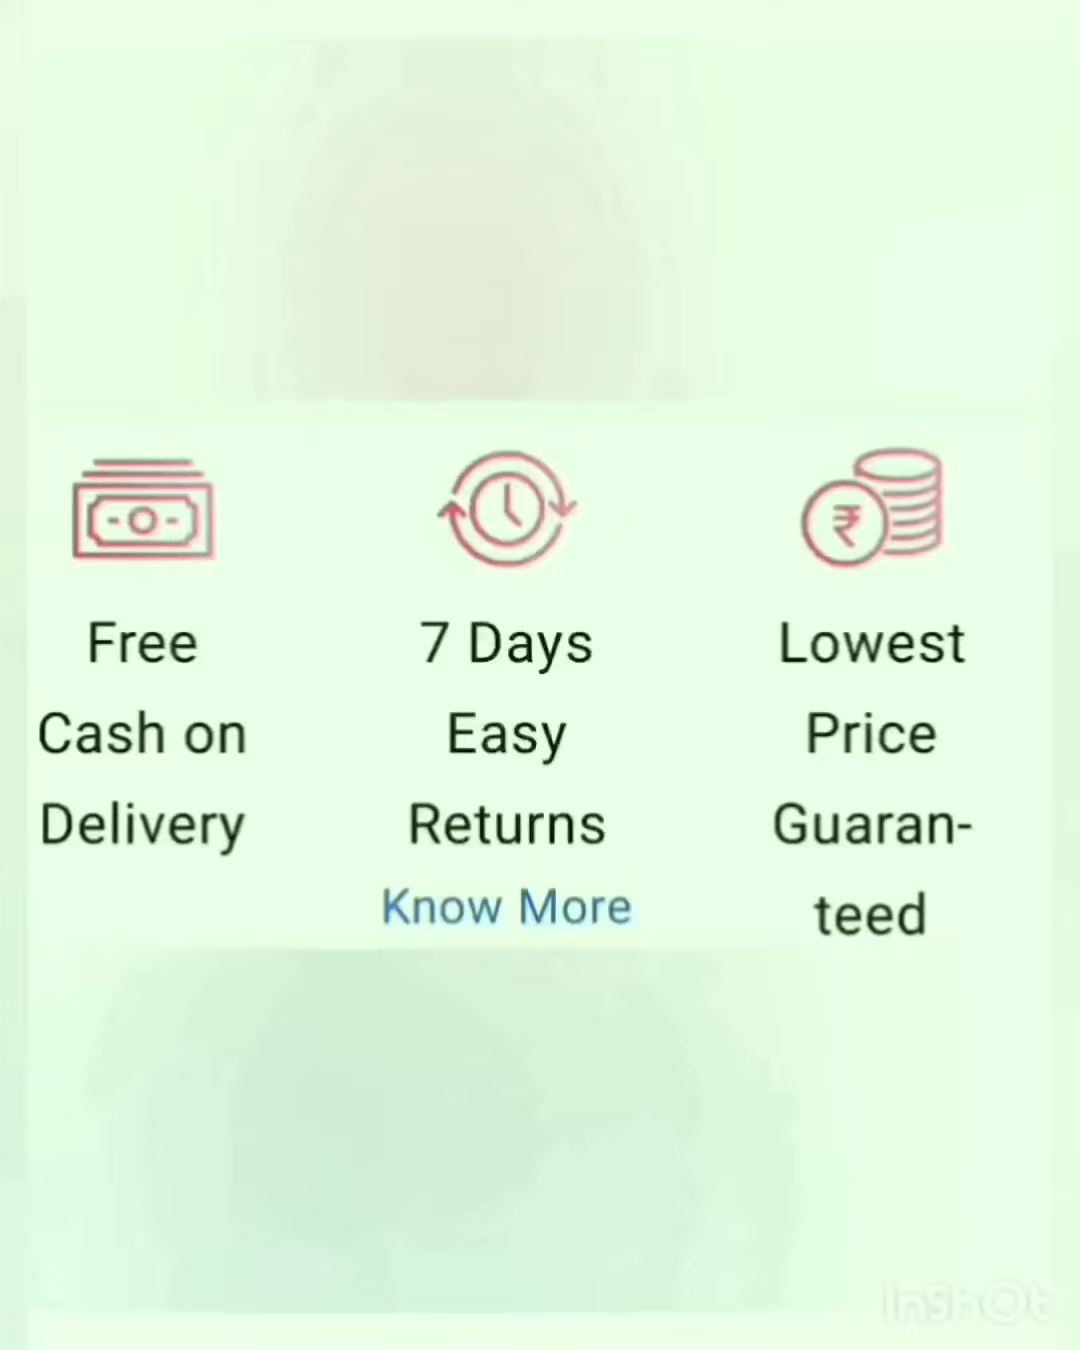 Free
Cash on
Delivery
7 Days
Easy
Returns
Know More
Lowest
Price
Guaran-
teed
₹
InShOt